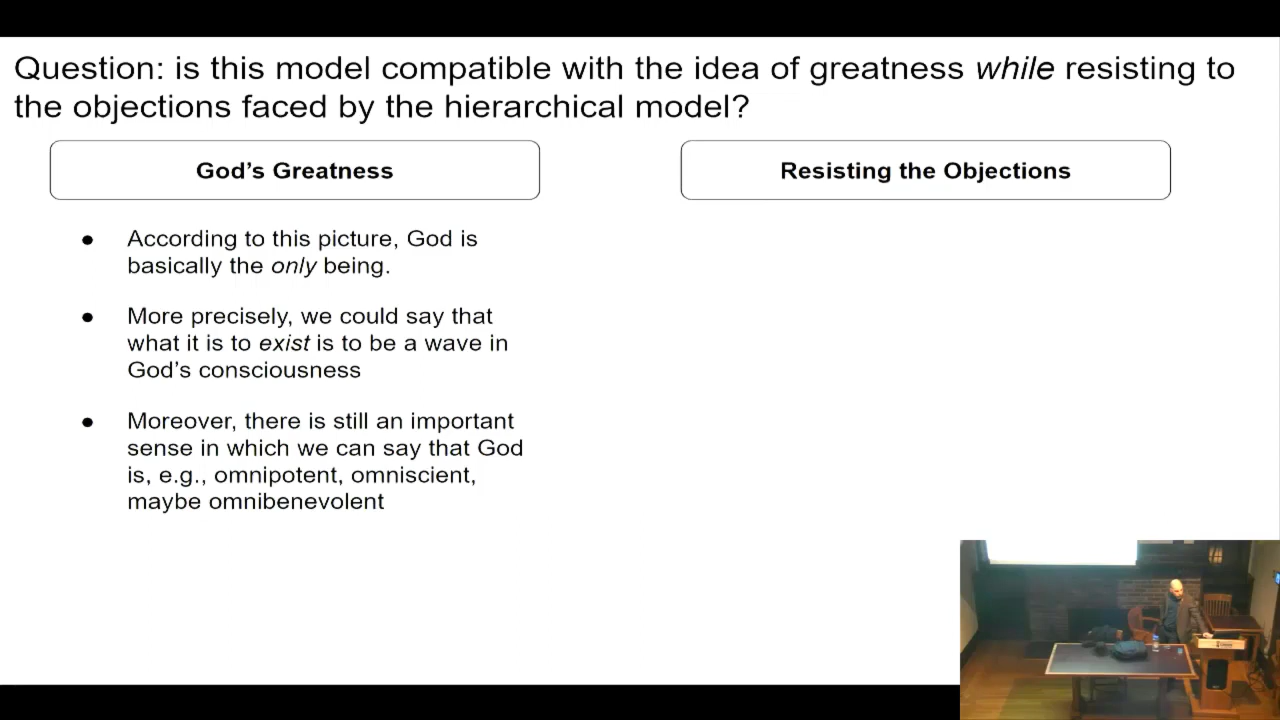 Question: is this model compatible with the idea of greatness while resisting to
the objections faced by the hierarchical model?
God's Greatness
● According to this picture, God is
basically the only being.
● More precisely, we could say that
what it is to exist is to be a wave in
God's consciousness
● Moreover, there is still an important
sense in which we can say that God
is, e.g., omnipotent, omniscient,
maybe omnibenevolent
Resisting the Objections